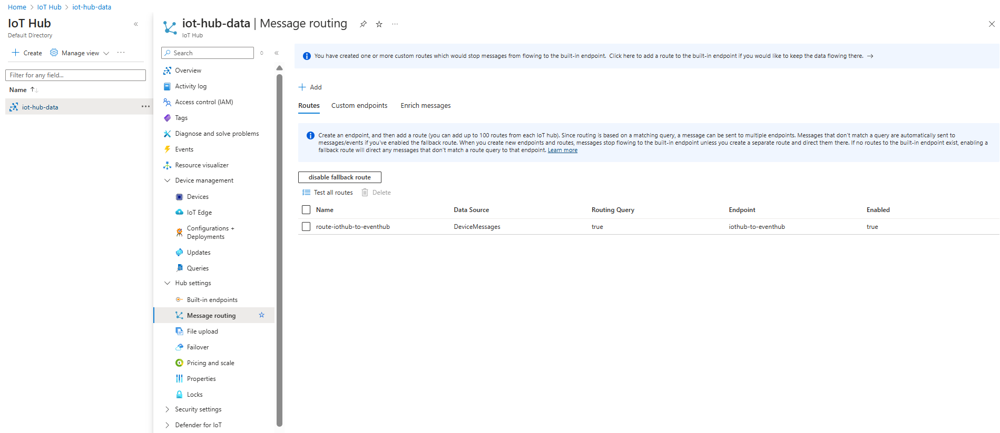 Home > IoT Hub > iot-hub-data
IoT Hub
Default Directory
Create Manage view ...
Filter for any field...
Name ↑↓
iot-hub-data ...
iot-hub-data | Message routing ...
IoT Hub
Search
Overview
Activity log
Access control (IAM)
Tags
Diagnose and solve problems
Events
Resource visualizer
Device management
Devices
IoT Edge
Configurations +
Deployments
Updates
Queries
Hub settings
Built-in endpoints
Message routing
File upload
Failover
Pricing and scale
Properties
Locks
Security settings
Defender for IoT
You have created one or more custom routes which would stop messages from flowing to the built-in endpoint. Click here to add a route to the built-in endpoint if you would like to keep the data flowing there. →
Add
Routes Custom endpoints Enrich messages
Create an endpoint, and then add a route (you can add up to 100 routes from each IoT hub). Since routing is based on a matching query, a message can be sent to multiple endpoints. Messages that don't match a query are automatically sent to
messages/events if you've enabled the fallback route. When you create new endpoints and routes, messages stop flowing to the built-in endpoint unless you create a separate route and direct them there. If no routes to the built-in endpoint exist, enabling a
fallback route will direct any messages that don't match a route query to that endpoint. Learn more
disable fallback route
Test all routes Delete
Name Data Source Routing Query Endpoint Enabled
route-iothub-to-eventhub DeviceMessages true iothub-to-eventhub true